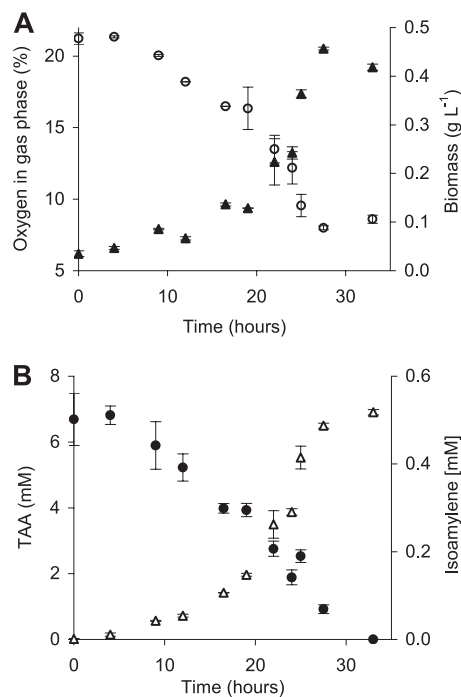 A
Oxygen in gas phase (%)
20
15
10
5
0.5
0.4
0.3
0.2
0.1
0.0
Biomass (g L-1)
0 10 20 30
Time (hours)
B
TAA (mM)
8
6
4
2
0
0.6
0.4
0.2
0.0
Isoamylene [mM]
0 10 20 30
Time (hours)